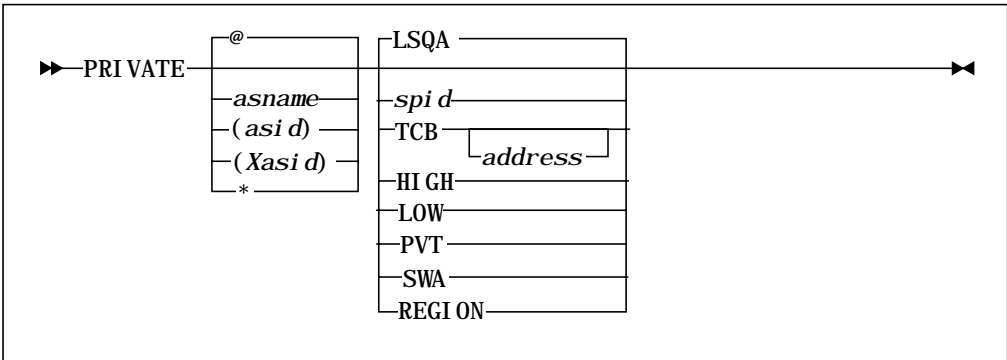 @ LSQA
PRIVATE
asname spid
(asid) TCB
(Xasid) address
* HIGH
LOW
PVT
SWA
REGION